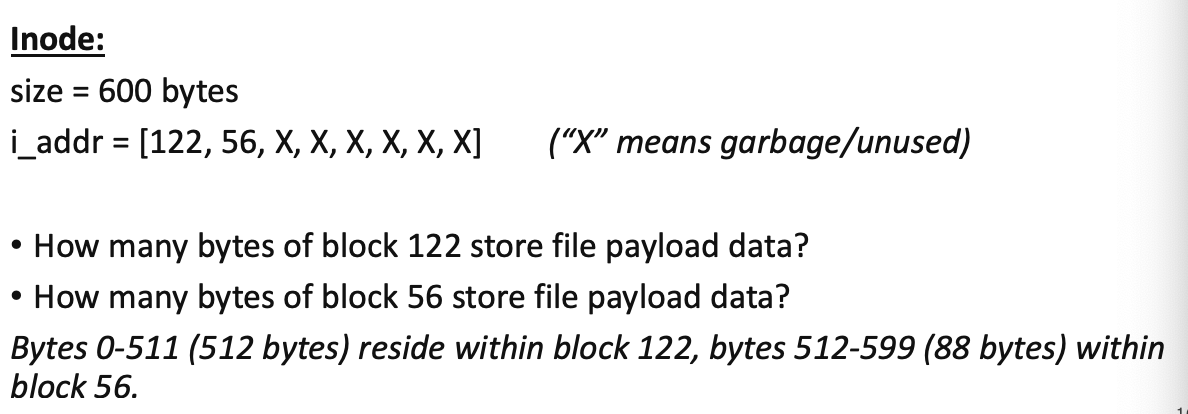 Inode:
size = 600 bytes
i_addr = [122, 56, X, X, X, X, X, X] (“X” means garbage/unused)
• How many bytes of block 122 store file payload data?
• How many bytes of block 56 store file payload data?
Bytes 0-511 (512 bytes) reside within block 122, bytes 512-599 (88 bytes) within
block 56.